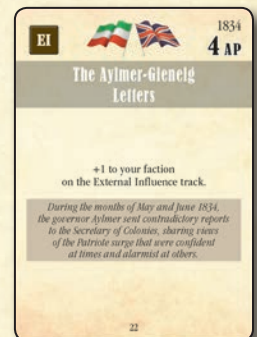 1834
EI
4 AP
The Aylmer-Glenelg
Letters
+1 to your faction
on the External Influence track.
During the months of May and June 1834,
the governor Aylmer sent contradictory reports
to the Secretary of Colonies, sharing views
of the Patriote surge that were confident
at times and alarmist at others.
22